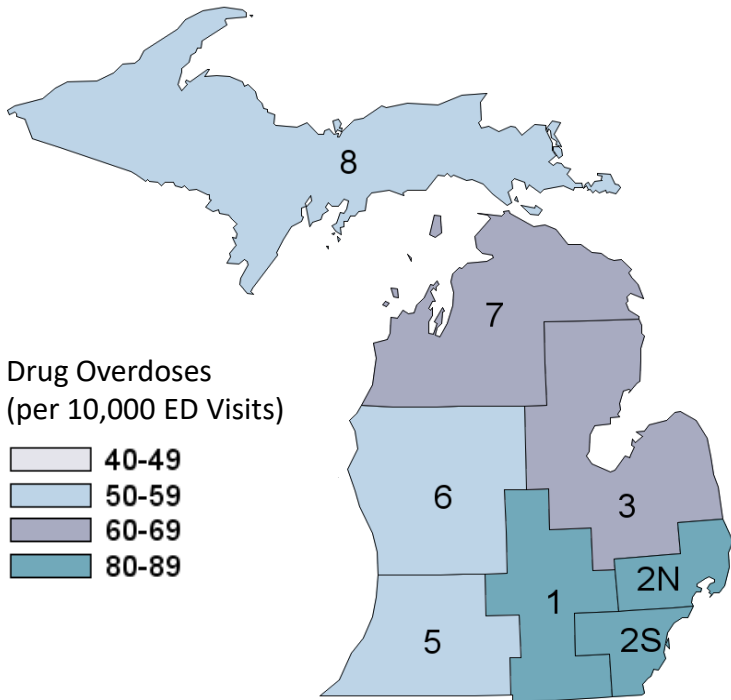 8
7
Drug Overdoses
(per 10,000 ED Visits)
40-49
50-59
60-69
80-89
6
3
2N
1
2S
5